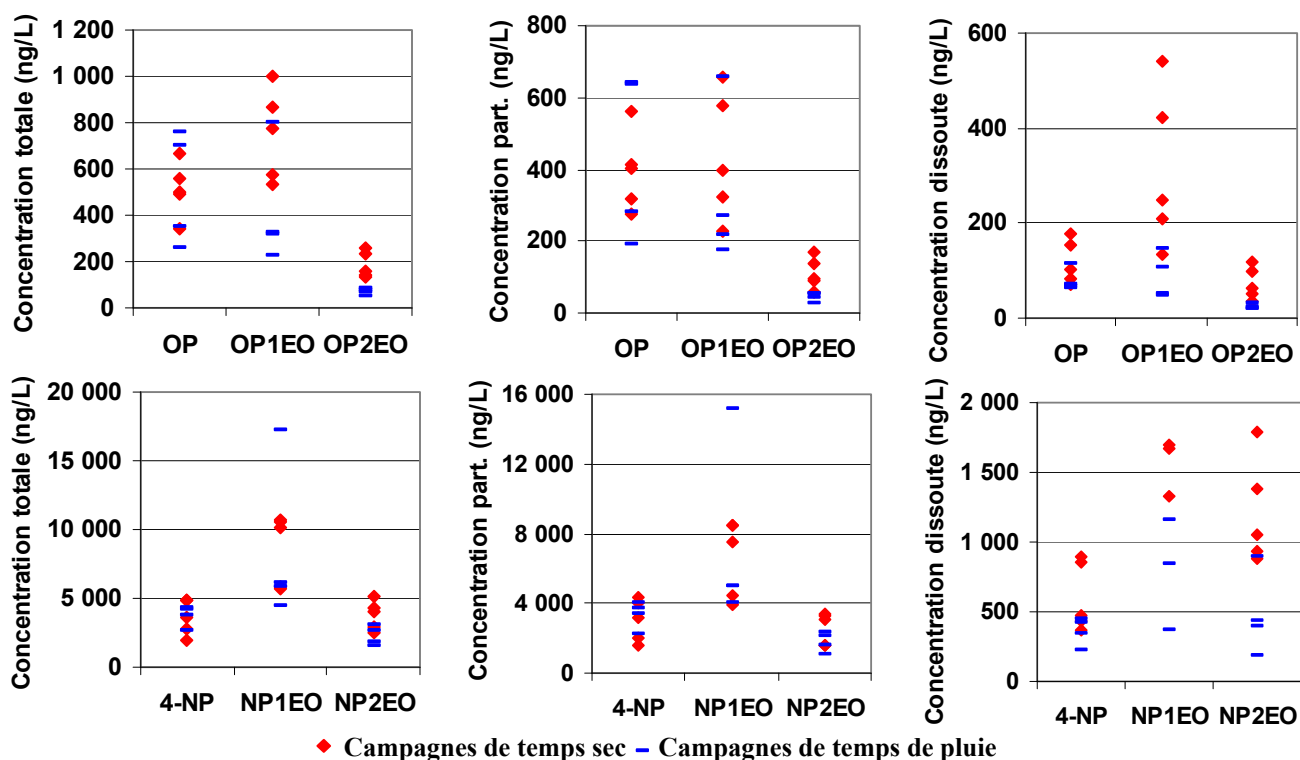 Concentration totale (ng/L)
1 200
1 000
800
600
400
200
0
OP OP1EO OP2EO
Concentration part. (ng/L)
800
600
400
200
0
OP OP1EO OP2EO
Concentration dissoute (ng/L)
600
400
200
0
OP OP1EO OP2EO
Concentration totale (ng/L)
20 000
15 000
10 000
5 000
0
4-NP NP1EO NP2EO
Concentration part. (ng/L)
16 000
12 000
8 000
4 000
0
4-NP NP1EO NP2EO
Concentration dissoute (ng/L)
2 000
1 500
1 000
500
0
4-NP NP1EO NP2EO
Campagnes de temps sec Campagnes de temps de pluie